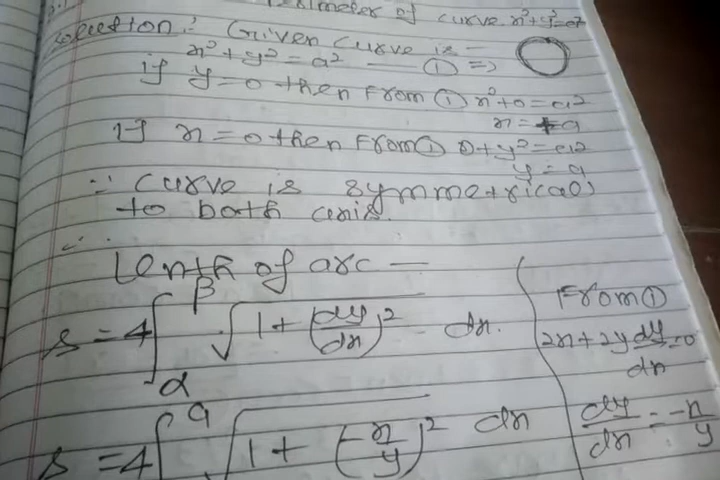 Perimeter of curve x²+y²=a²
Solution: Given curve is –
x²+y² = a² — ① ⇒
if y=0 then from ① x²+0=a²
x=+a
If x=0 then from ① 0+y²=a²
y=a
∵ curve is symmetrical
to both axis.
∴
Lenth of arc —
s = 4∫_α^β √(1+(dy/dx)²) · dx.
From ①
2x+2y dy/dx=0
dy/dx = -x/y
s = 4∫^a √(1+(-x/y)²) dx